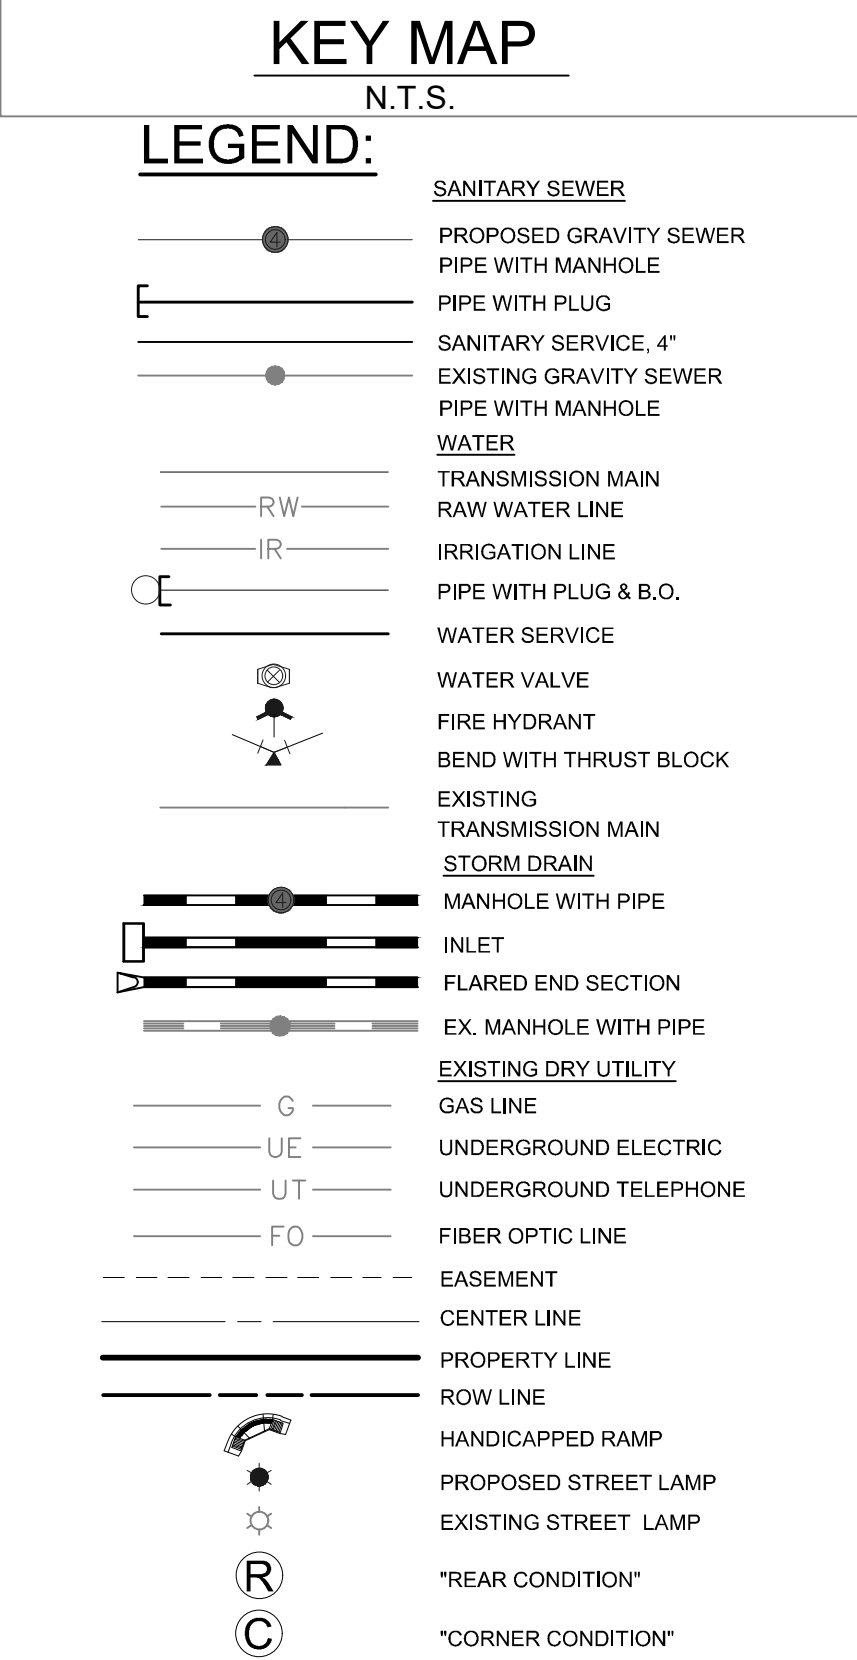 KEY MAP
N.T.S.
LEGEND:
SANITARY SEWER
4
PROPOSED GRAVITY SEWER
PIPE WITH MANHOLE
PIPE WITH PLUG
SANITARY SERVICE, 4"
EXISTING GRAVITY SEWER
PIPE WITH MANHOLE
WATER
TRANSMISSION MAIN
RW RAW WATER LINE
IR IRRIGATION LINE
PIPE WITH PLUG & B.O.
WATER SERVICE
WATER VALVE
FIRE HYDRANT
BEND WITH THRUST BLOCK
EXISTING
TRANSMISSION MAIN
STORM DRAIN
4 MANHOLE WITH PIPE
INLET
FLARED END SECTION
EX. MANHOLE WITH PIPE
EXISTING DRY UTILITY
G GAS LINE
UE UNDERGROUND ELECTRIC
UT UNDERGROUND TELEPHONE
FO FIBER OPTIC LINE
EASEMENT
CENTER LINE
PROPERTY LINE
ROW LINE
HANDICAPPED RAMP
PROPOSED STREET LAMP
EXISTING STREET LAMP
R "REAR CONDITION"
C "CORNER CONDITION"